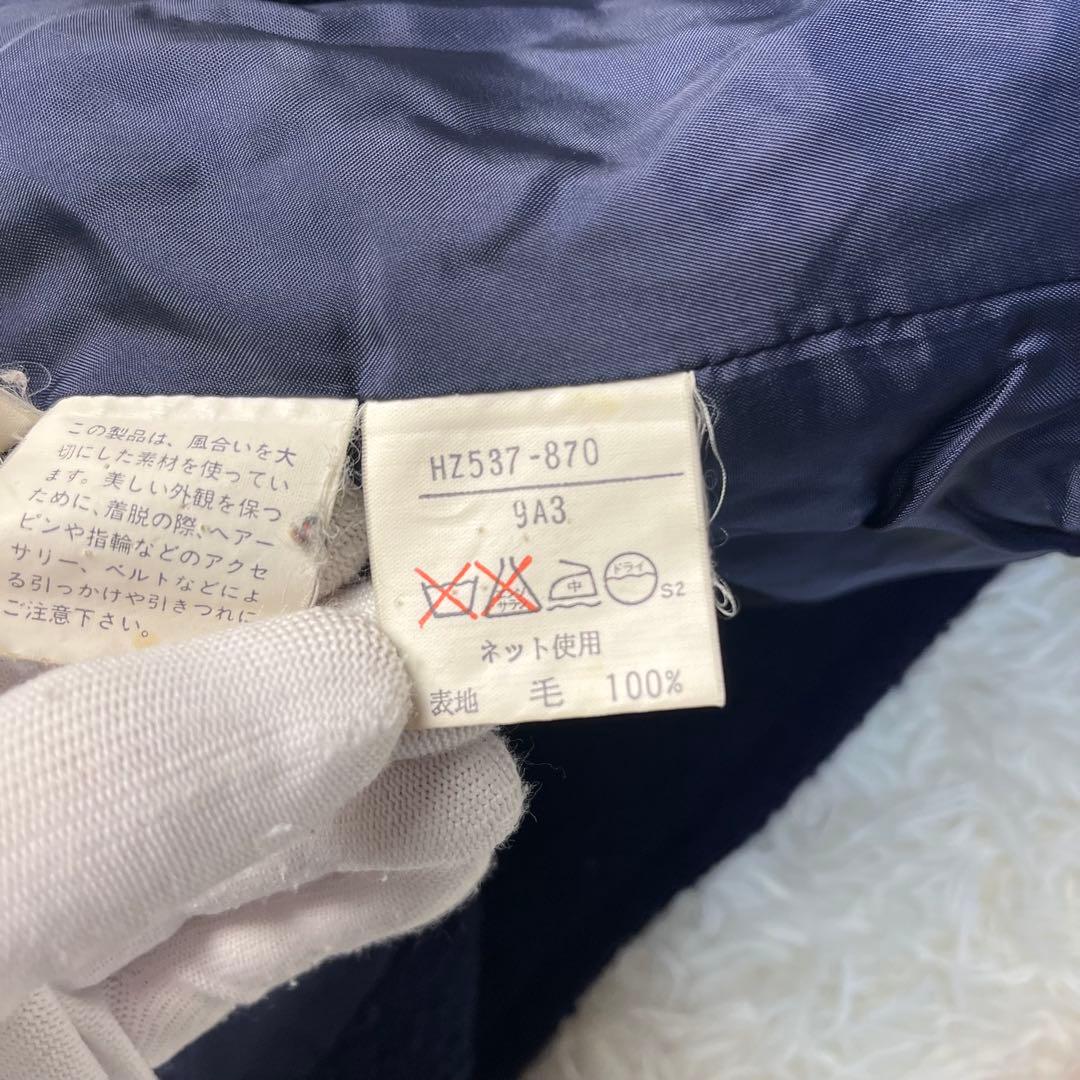 この製品は、風合いを大
切にした素材を使ってい
ます。美しい外観を保つ
ために、着脱の際、ヘアー
ピンや指輪などのアクセ
サリー、ベルトなどによ
る引っかけや引きつれに
ご注意下さい。
HZ537-870
9A3
中
ドライ
S2
ネット使用
表地 毛 100%